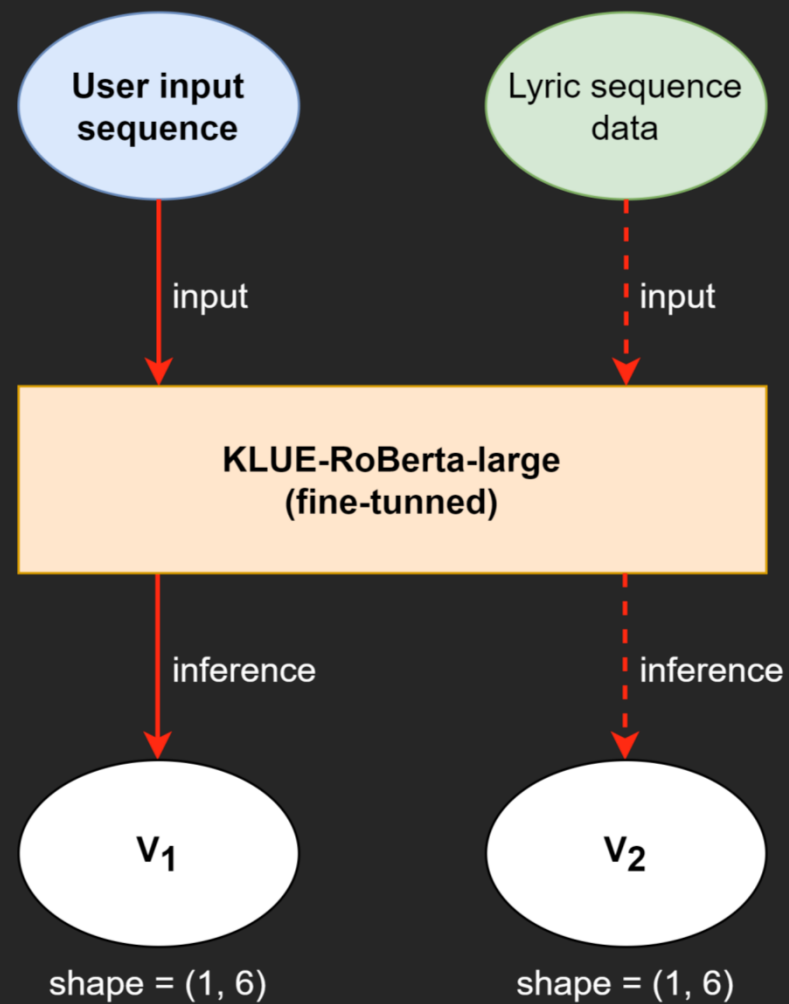 User input
sequence
Lyric sequence
data
input
input
KLUE-RoBerta-large
(fine-tunned)
inference
inference
V₁
V₂
shape = (1, 6)
shape = (1, 6)